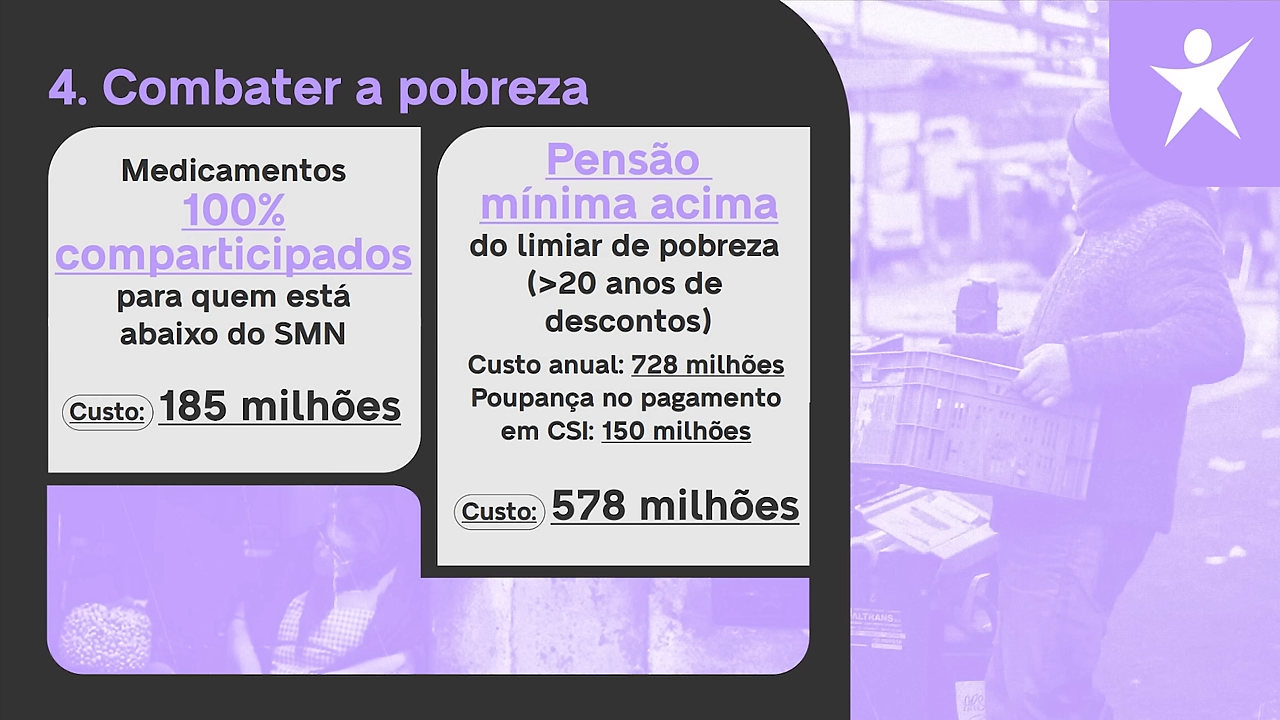 4. Combater a pobreza
Medicamentos
100%
comparticipados
para quem está
abaixo do SMN
Custo: 185 milhões
Pensão
mínima acima
do limiar de pobreza
(>20 anos de
descontos)
Custo anual: 728 milhões
Poupança no pagamento
em CSI: 150 milhões
Custo: 578 milhões